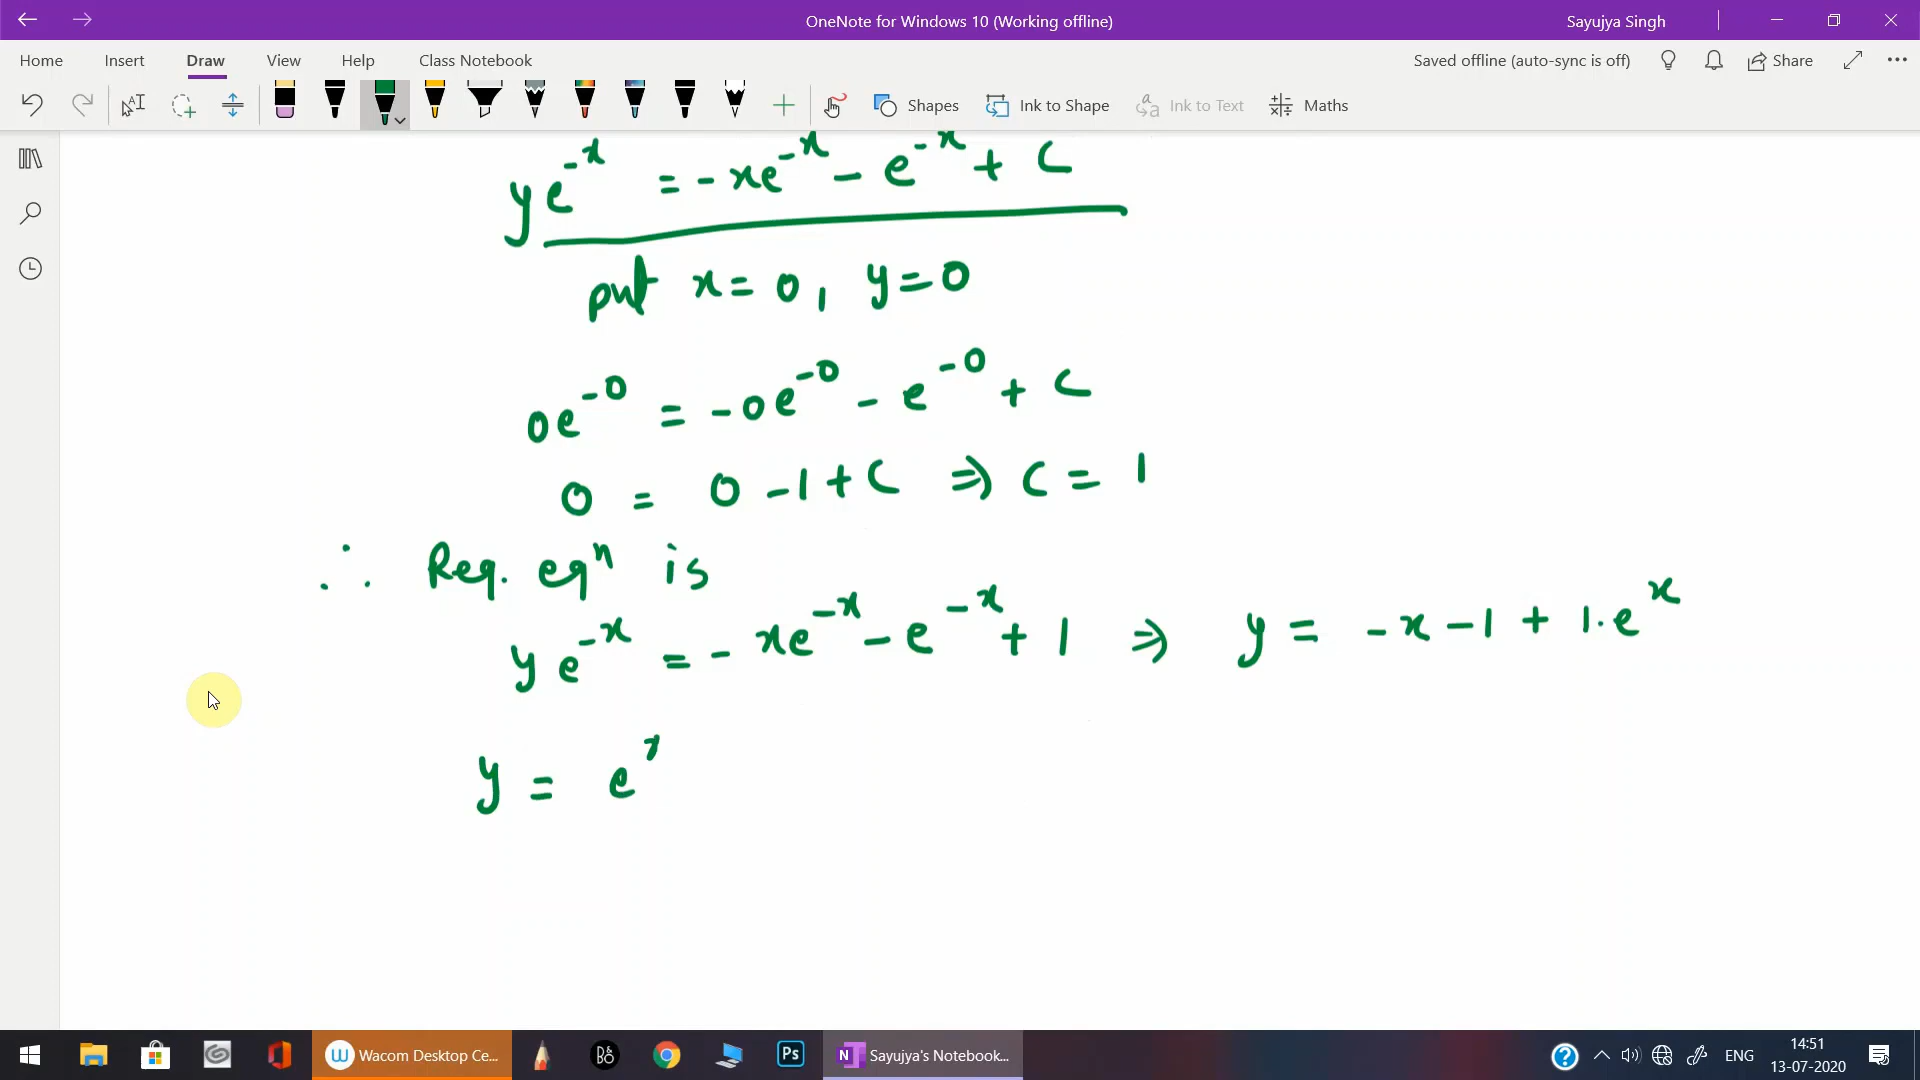 OneNote for Windows 10 (Working offline)
Sayujya Singh
Home Insert Draw View Help Class Notebook
Saved offline (auto-sync is off) Share
Shapes Ink to Shape Ink to Text Maths
ye^{-x} = -xe^{-x} - e^{-x} + C
put x = 0, y = 0
0e^{-0} = -0e^{-0} - e^{-0} + C
0 = 0 - 1 + C ⇒ C = 1
∴ Req. eqⁿ is
ye^{-x} = -xe^{-x} - e^{-x} + 1 ⇒ y = -x - 1 + 1·e^{x}
y = e^{x}
Wacom Desktop Ce...
Ps
Sayujya's Notebook...
ENG
14:51
13-07-2020